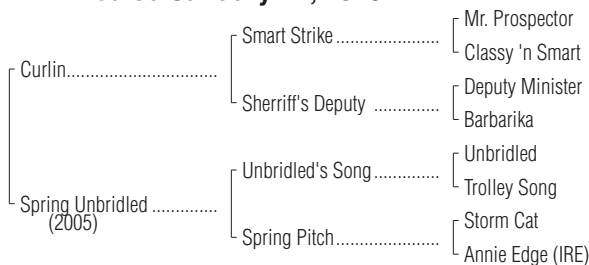 Smart Strike .................... Mr. Prospector
Classy 'n Smart
Curlin.............................
Sherriff's Deputy ............. Deputy Minister
Barbarika
Unbridled's Song............. Unbridled
Trolley Song
Spring Unbridled .............
(2005)
Spring Pitch.................... Storm Cat
Annie Edge (IRE)